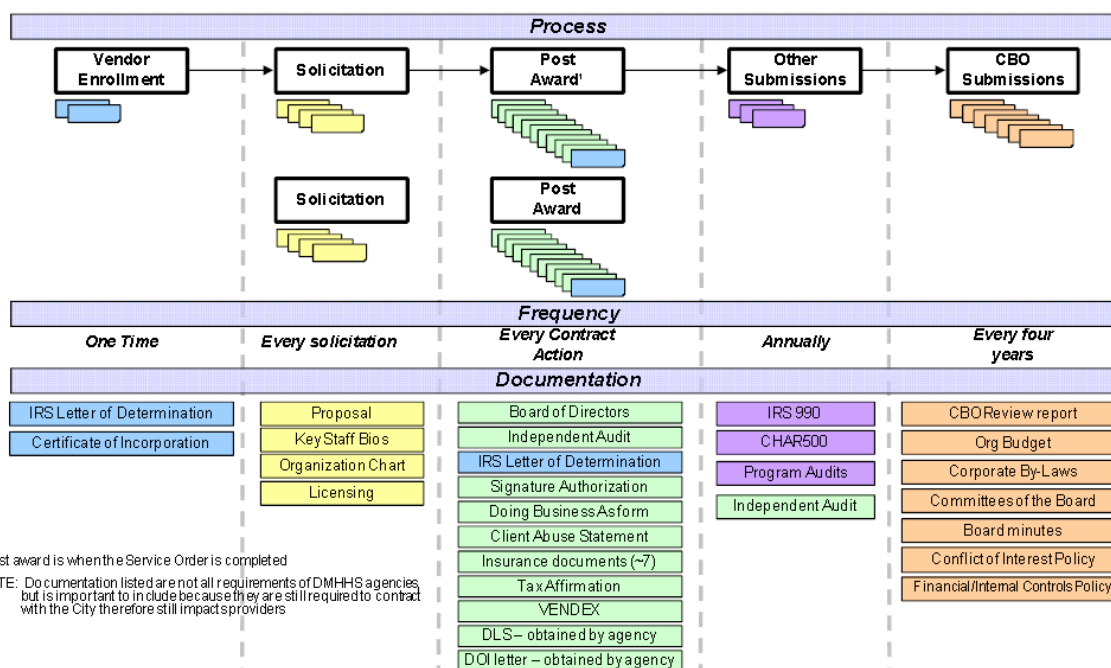 Process
Vendor
Enrollment
Solicitation
Post
Award¹
Other
Submissions
CBO
Submissions
Solicitation
Post
Award
Frequency
One Time
Every solicitation
Every Contract
Action
Annually
Every four
years
Documentation
IRS Letter of Determination
Certificate of Incorporation
Proposal
Key Staff Bios
Organization Chart
Licensing
Board of Directors
Independent Audit
IRS Letter of Determination
Signature Authorization
Doing Business As form
Client Abuse Statement
Insurance documents (~7)
Tax Affirmation
VENDEX
DLS – obtained by agency
DOI letter – obtained by agency
IRS 990
CHAR500
Program Audits
Independent Audit
CBO Review report
Org Budget
Corporate By-Laws
Committees of the Board
Board minutes
Conflict of Interest Policy
Financial/Internal Controls Policy
st award is when the Service Order is completed
TE: Documentation listed are not all requirements of DMHHS agencies
but is important to include because they are still required to contract
with the City therefore still impacts providers